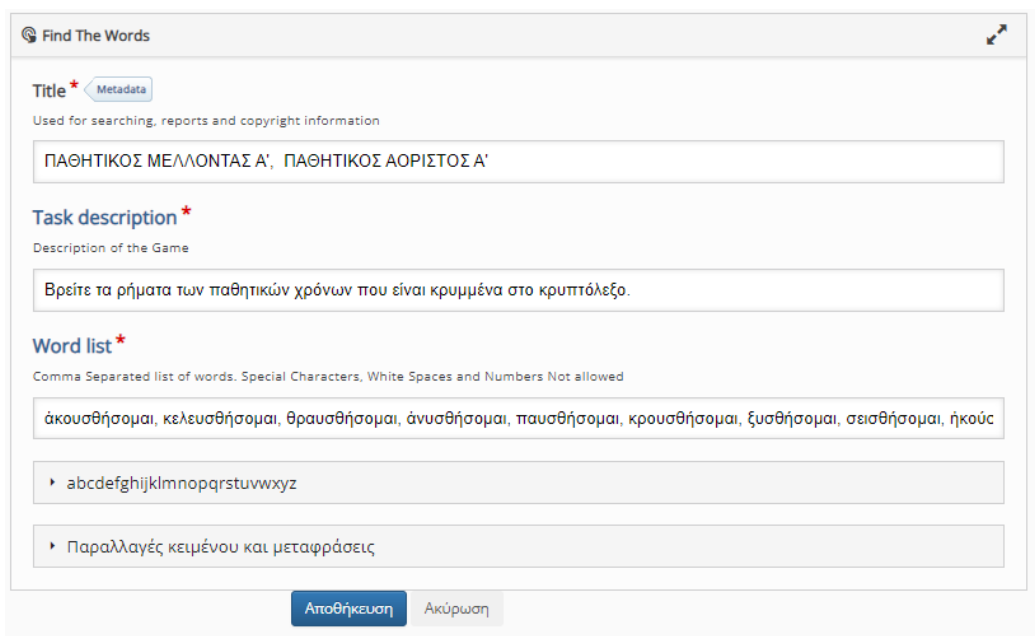 Find The Words
Title * Metadata
Used for searching, reports and copyright information
ΠΑΘΗΤΙΚΟΣ ΜΕΛΛΟΝΤΑΣ Α', ΠΑΘΗΤΙΚΟΣ ΑΟΡΙΣΤΟΣ Α'
Task description *
Description of the Game
Βρείτε τα ρήματα των παθητικών χρόνων που είναι κρυμμένα στο κρυπτόλεξο.
Word list *
Comma Separated list of words. Special Characters, White Spaces and Numbers Not allowed
ἀκουσθήσομαι, κελευσθήσομαι, θραυσθήσομαι, ἀνυσθήσομαι, παυσθήσομαι, κρουσθήσομαι, ξυσθήσομαι, σεισθήσομαι,
abcdefghijklmnopqrstuvwxyz
Παραλλαγές κειμένου και μεταφράσεις
Αποθήκευση Ακύρωση